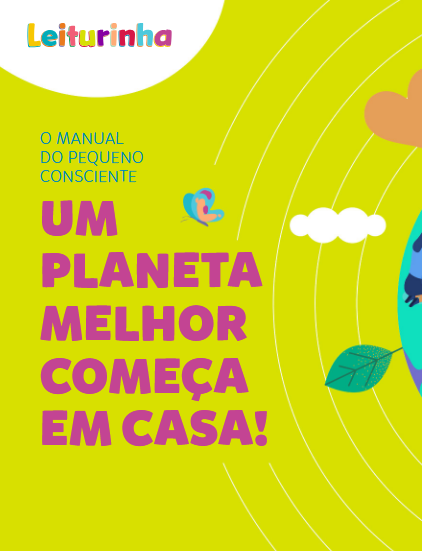 Leiturinha
O MANUAL
DO PEQUENO
CONSCIENTE
UM
PLANETA
MELHOR
COMEÇA
EM CASA!